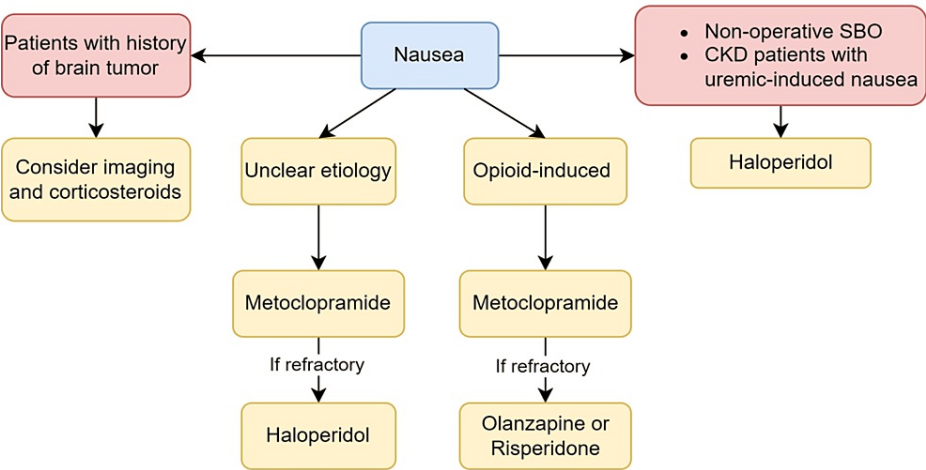 Patients with history
of brain tumor
Nausea
• Non-operative SBO
• CKD patients with
uremic-induced nausea
Consider imaging
and corticosteroids
Unclear etiology
Opioid-induced
Haloperidol
Metoclopramide
Metoclopramide
If refractory
If refractory
Haloperidol
Olanzapine or
Risperidone